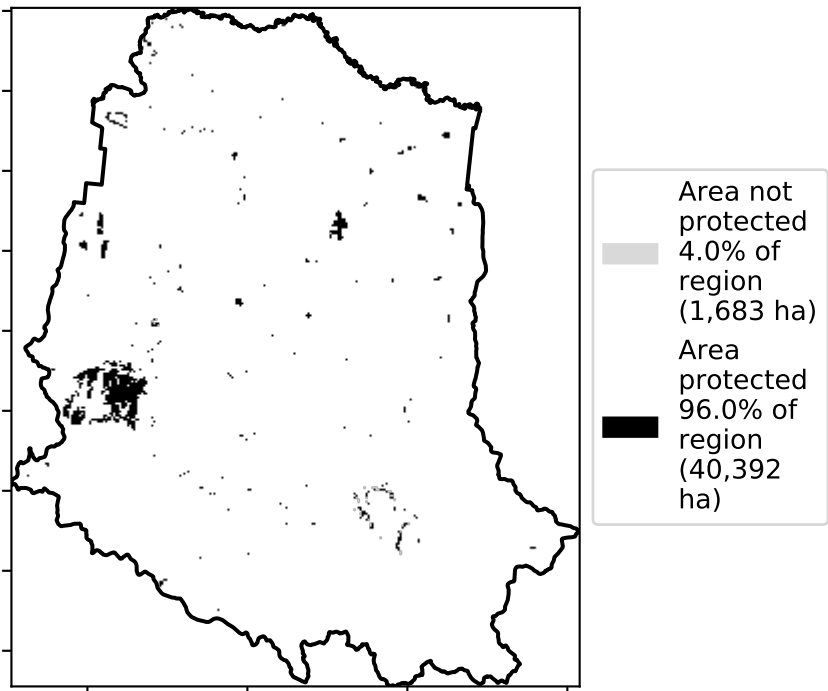 Area not
protected
4.0% of
region
(1,683 ha)
Area
protected
96.0% of
region
(40,392
ha)